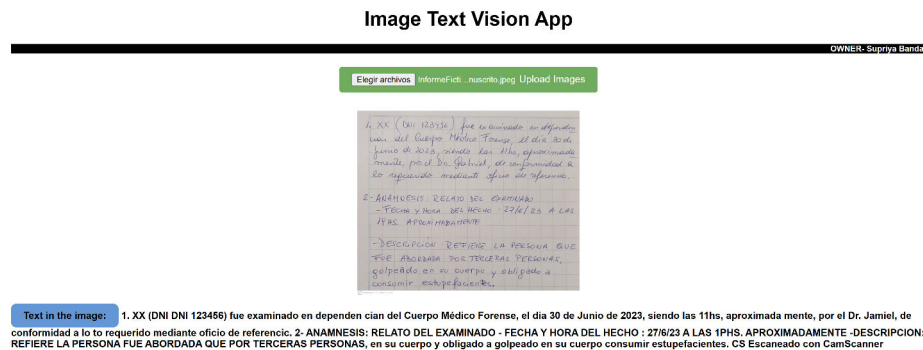 Image Text Vision App
OWNER- Supriya Banda
Elegir archivos InformeFicti...nuscrito.jpeg Upload Images
1. XX (DNI 123456) fue examinado en dependen
cian del Cuerpo Médico Forense, el dia 30 de
Junio de 2023, siendo las 11hs, aproximada
mente, por el Dr. Gabriel, de conformidad a
lo requerido mediante oficio de referencia.
2- ANAMNESIS: RELATO DEL EXAMINADO
- FECHA Y HORA DEL HECHO: 27/6/23 A LAS
19HS. APROXIMADAMENTE
-DESCRIPCIÓN: REFIERE LA PERSONA QUE
FUE ABORDADA POR TERCERAS PERSONAS,
golpeado en su cuerpo y obligado a
consumir estupefacientes.
Text in the image: 1. XX (DNI DNI 123456) fue examinado en dependen cian del Cuerpo Médico Forense, el dia 30 de Junio de 2023, siendo las 11hs, aproximada mente, por el Dr. Jamiel, de
conformidad a lo to requerido mediante oficio de referencic. 2- ANAMNESIS: RELATO DEL EXAMINADO - FECHA Y HORA DEL HECHO : 27/6/23 A LAS 1PHS. APROXIMADAMENTE -DESCRIPCION:
REFIERE LA PERSONA FUE ABORDADA QUE POR TERCERAS PERSONAS, en su cuerpo y obligado a golpeado en su cuerpo consumir estupefacientes. CS Escaneado con CamScanner